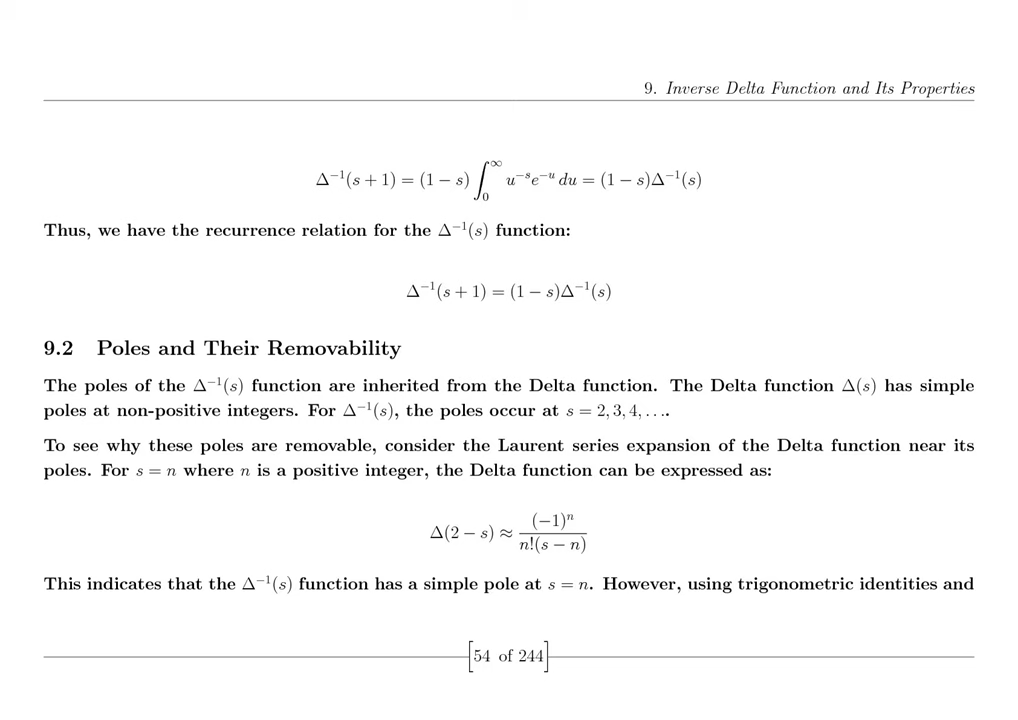 9. Inverse Delta Function and Its Properties
Δ⁻¹(s + 1) = (1 − s) ∫₀^∞ u⁻ˢe⁻ᵘ du = (1 − s)Δ⁻¹(s)
Thus, we have the recurrence relation for the Δ⁻¹(s) function:
Δ⁻¹(s + 1) = (1 − s)Δ⁻¹(s)
9.2 Poles and Their Removability
The poles of the Δ⁻¹(s) function are inherited from the Delta function. The Delta function Δ(s) has simple
poles at non-positive integers. For Δ⁻¹(s), the poles occur at s = 2, 3, 4, . . ..
To see why these poles are removable, consider the Laurent series expansion of the Delta function near its
poles. For s = n where n is a positive integer, the Delta function can be expressed as:
Δ(2 − s) ≈ (−1)ⁿ / n!(s − n)
This indicates that the Δ⁻¹(s) function has a simple pole at s = n. However, using trigonometric identities and
[54 of 244]